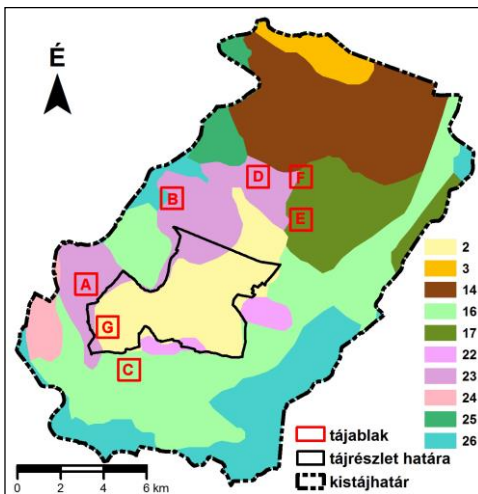 É
D
F
B
E
A
G
C
2
3
14
16
17
22
23
24
25
26
tájablak
tájrészlet határa
kistájhatár
0 2 4 6 km